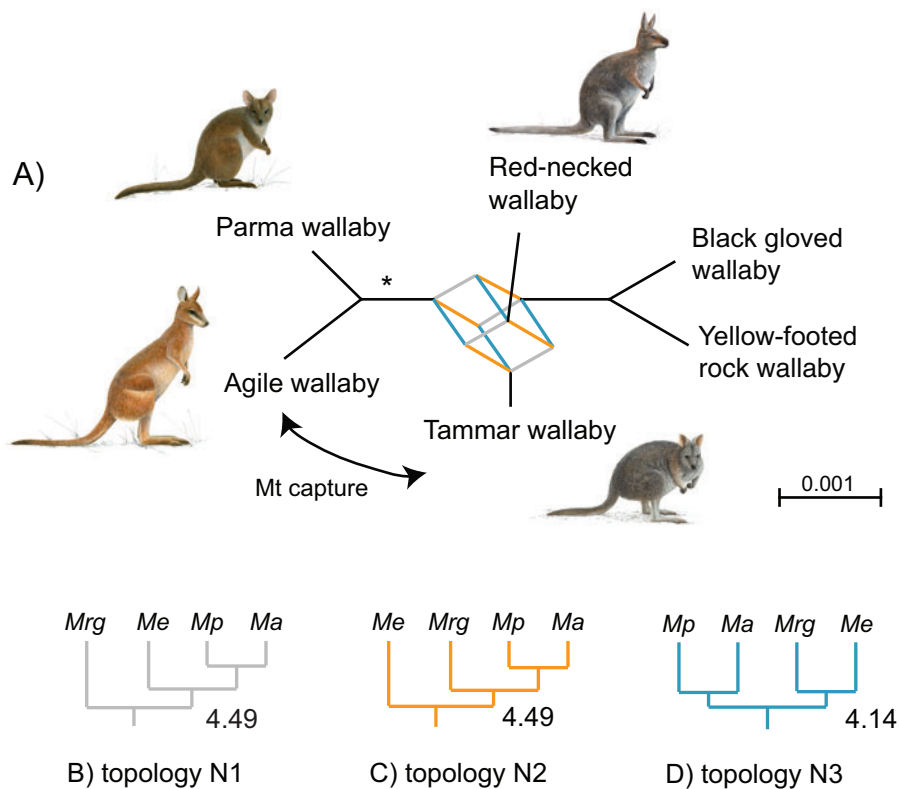 A)
Red-necked
wallaby
Parma wallaby
*
Black gloved
wallaby
Yellow-footed
rock wallaby
Agile wallaby
Tammar wallaby
Mt capture
0.001
Mrg Me Mp Ma
4.49
B) topology N1
Me Mrg Mp Ma
4.49
C) topology N2
Mp Ma Mrg Me
4.14
D) topology N3